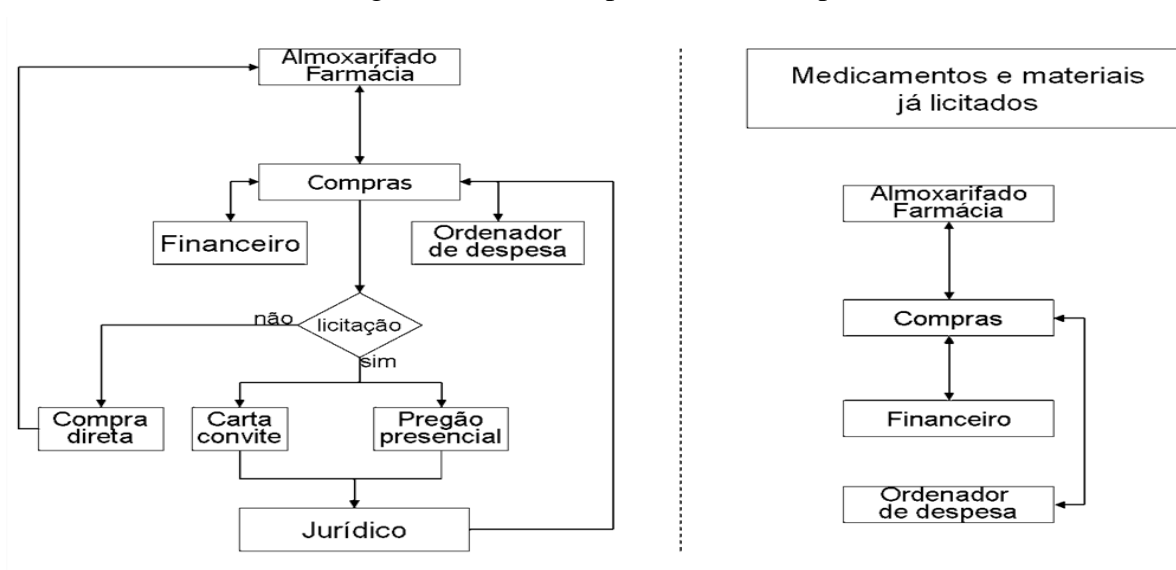 Almoxarifado
Farmácia
Compras
Financeiro
Ordenador
de despesa
não
licitação
sim
Compra
direta
Carta
convite
Pregão
presencial
Jurídico
Medicamentos e materiais
já licitados
Almoxarifado
Farmácia
Compras
Financeiro
Ordenador
de despesa